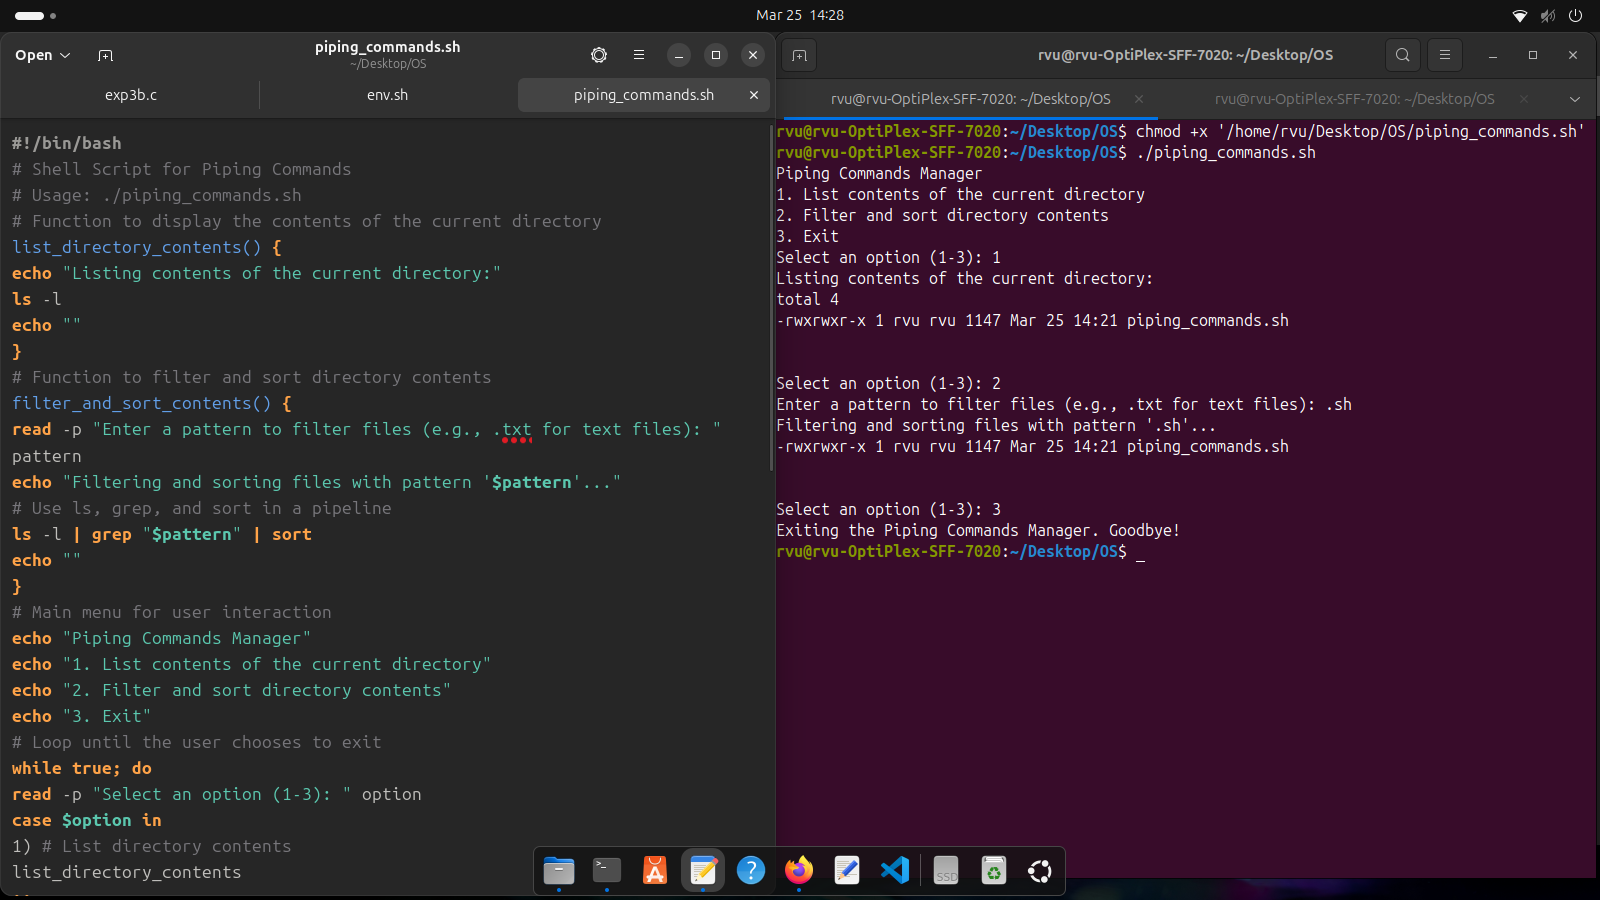 Mar 25 14:28
Open
piping_commands.sh
~/Desktop/OS
exp3b.c
env.sh
piping_commands.sh
#!/bin/bash
# Shell Script for Piping Commands
# Usage: ./piping_commands.sh
# Function to display the contents of the current directory
list_directory_contents() {
echo "Listing contents of the current directory:"
ls -l
echo ""
}
# Function to filter and sort directory contents
filter_and_sort_contents() {
read -p "Enter a pattern to filter files (e.g., .txt for text files): "
pattern
echo "Filtering and sorting files with pattern '$pattern'..."
# Use ls, grep, and sort in a pipeline
ls -l | grep "$pattern" | sort
echo ""
}
# Main menu for user interaction
echo "Piping Commands Manager"
echo "1. List contents of the current directory"
echo "2. Filter and sort directory contents"
echo "3. Exit"
# Loop until the user chooses to exit
while true; do
read -p "Select an option (1-3): " option
case $option in
1) # List directory contents
list_directory_contents
rvu@rvu-OptiPlex-SFF-7020: ~/Desktop/OS
rvu@rvu-OptiPlex-SFF-7020: ~/Desktop/OS
rvu@rvu-OptiPlex-SFF-7020: ~/Desktop/OS
rvu@rvu-OptiPlex-SFF-7020:~/Desktop/OS$ chmod +x '/home/rvu/Desktop/OS/piping_commands.sh'
rvu@rvu-OptiPlex-SFF-7020:~/Desktop/OS$ ./piping_commands.sh
Piping Commands Manager
1. List contents of the current directory
2. Filter and sort directory contents
3. Exit
Select an option (1-3): 1
Listing contents of the current directory:
total 4
-rwxrwxr-x 1 rvu rvu 1147 Mar 25 14:21 piping_commands.sh
Select an option (1-3): 2
Enter a pattern to filter files (e.g., .txt for text files): .sh
Filtering and sorting files with pattern '.sh'...
-rwxrwxr-x 1 rvu rvu 1147 Mar 25 14:21 piping_commands.sh
Select an option (1-3): 3
Exiting the Piping Commands Manager. Goodbye!
rvu@rvu-OptiPlex-SFF-7020:~/Desktop/OS$ _
SSD